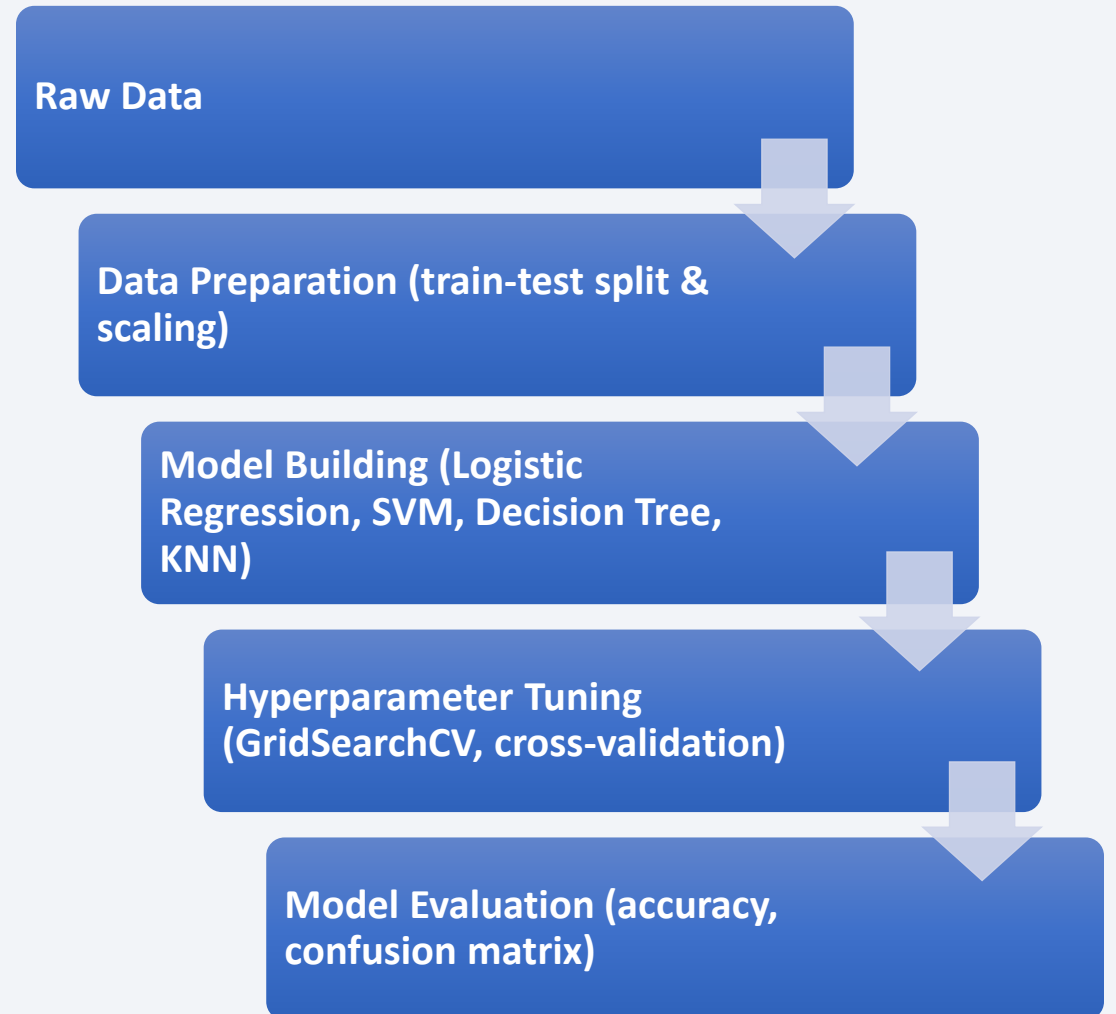 Raw Data
Data Preparation (train-test split &
scaling)
Model Building (Logistic
Regression, SVM, Decision Tree,
KNN)
Hyperparameter Tuning
(GridSearchCV, cross-validation)
Model Evaluation (accuracy,
confusion matrix)